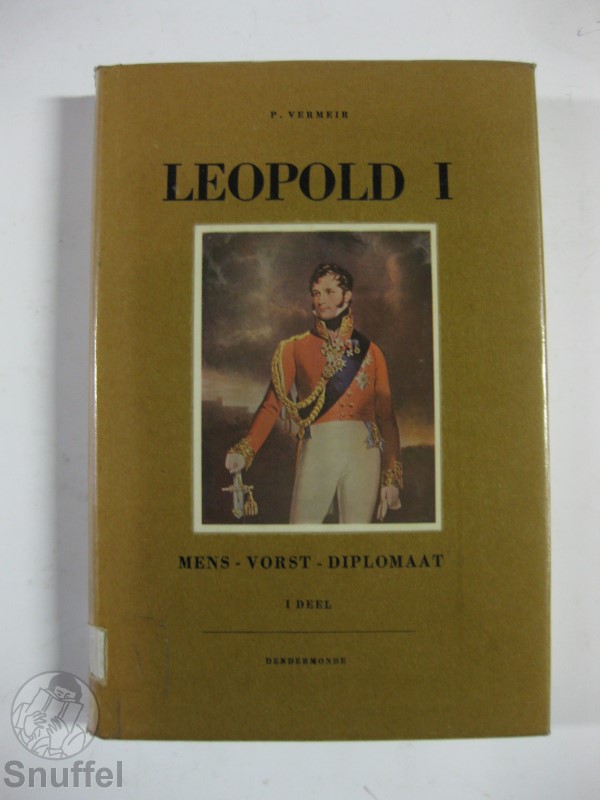 P. VERMEIR
LEOPOLD I
MENS - VORST - DIPLOMAAT
I DEEL
DENDERMONDE
Snuffel